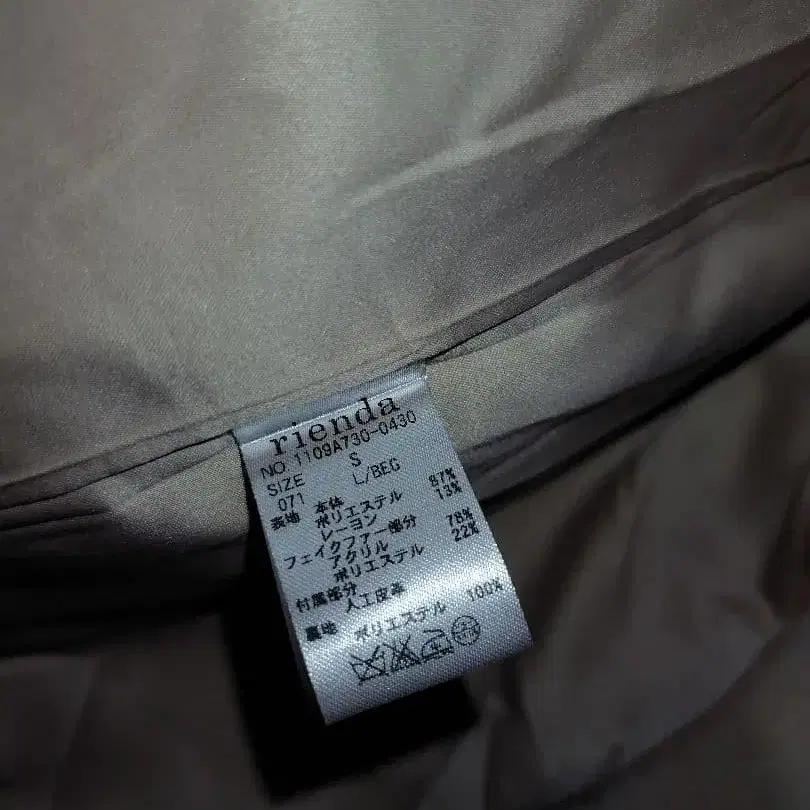 rienda
NO 1109A730-0430
SIZE S
071 L/BEG
表地 本体
ポリエステル 87%
レーヨン 13%
フェイクファー部分
アクリル 78%
ポリエステル 22%
付属部分
人工皮革
裏地 ポリエステル 100%